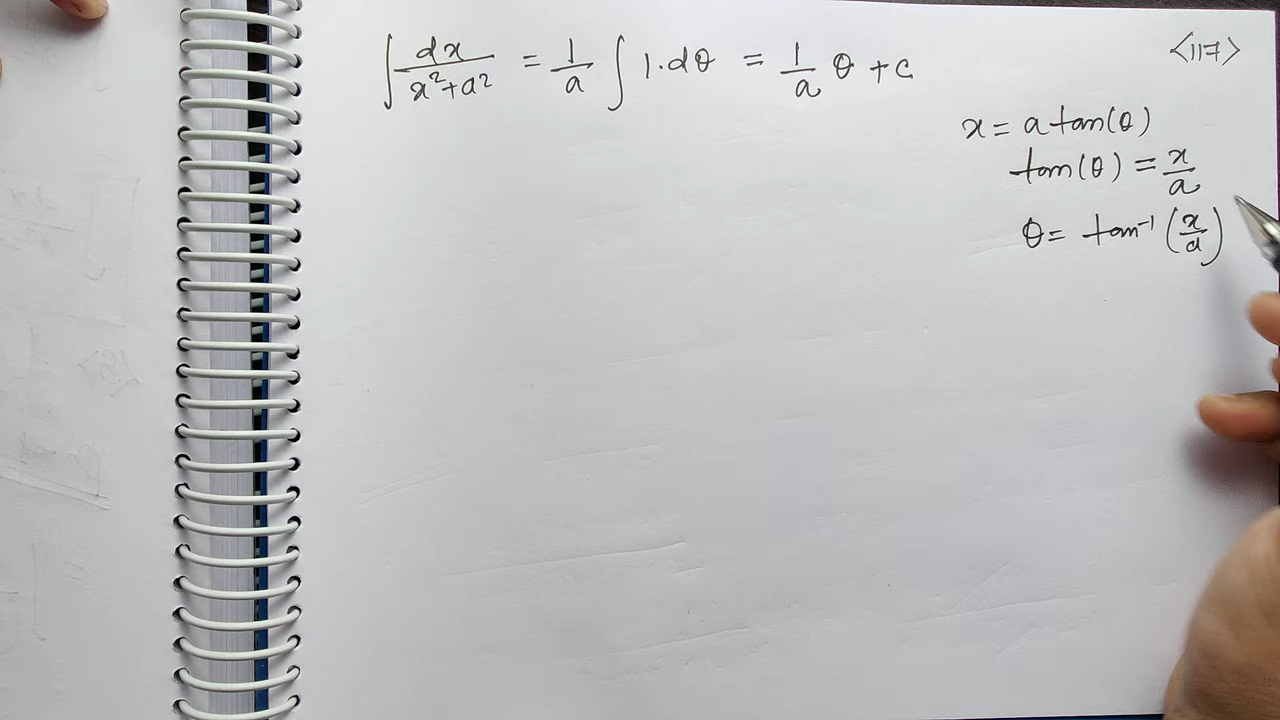 <117>
∫ dx/(x²+a²) = 1/a ∫ 1·dθ = 1/a θ + c
x = a tan(θ)
tan(θ) = x/a
θ = tan⁻¹(x/a)